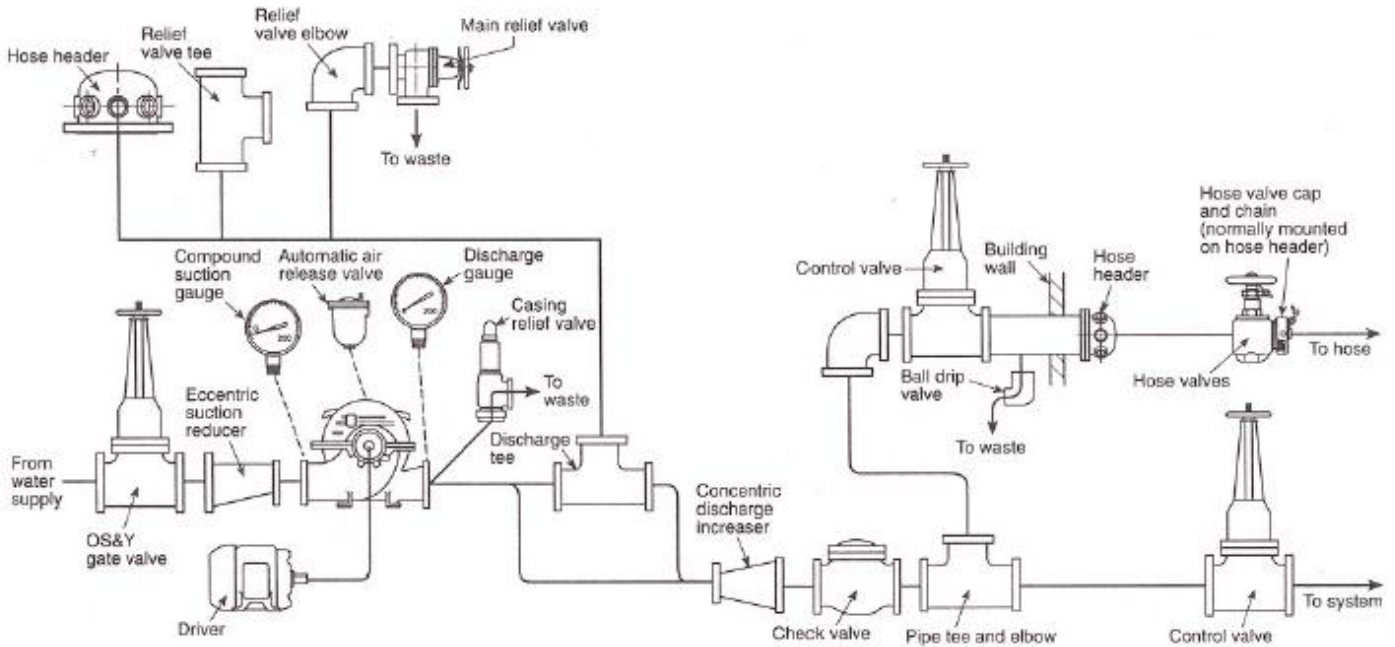 Hose header
Relief
valve tee
Relief
valve elbow
Main relief valve
To waste
Compound
suction
gauge
200
Automatic air
release valve
Discharge
gauge
200
Casing
relief valve
To
waste
Eccentric
suction
reducer
From
water
supply
OS&Y
gate valve
Driver
Discharge
tee
Concentric
discharge
increaser
Check valve
Pipe tee and elbow
Control valve
To system
Control valve
Building
wall
Hose
header
Hose valve cap
and chain
(normally mounted
on hose header)
To hose
Hose valves
Ball drip
valve
To waste